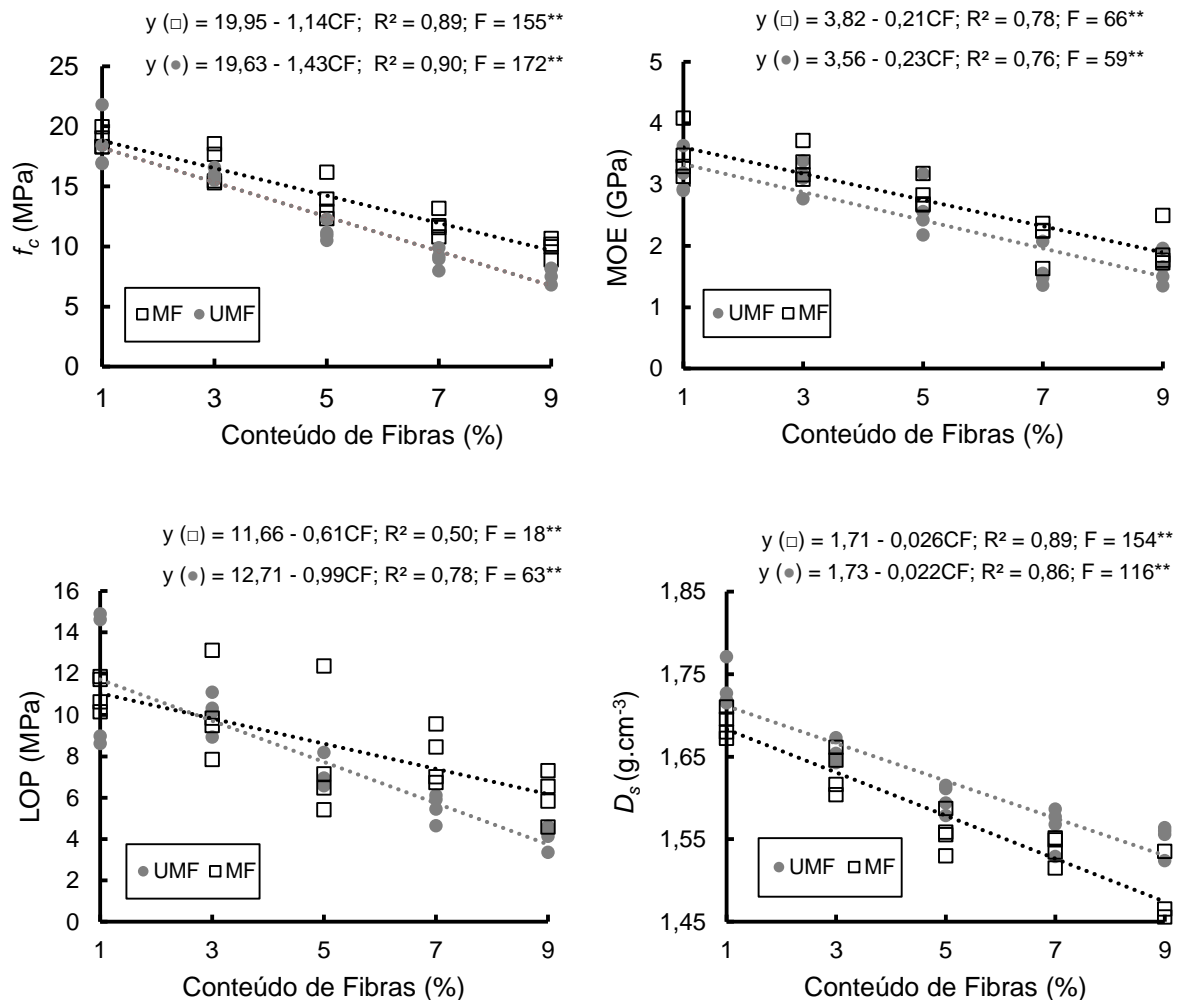 y (□) = 19,95 - 1,14CF; R² = 0,89; F = 155**
y (●) = 19,63 - 1,43CF; R² = 0,90; F = 172**
25
20
15
10
5
0
f_c (MPa)
□ MF ● UMF
1 3 5 7 9
Conteúdo de Fibras (%)
y (□) = 3,82 - 0,21CF; R² = 0,78; F = 66**
y (●) = 3,56 - 0,23CF; R² = 0,76; F = 59**
5
4
3
2
1
0
MOE (GPa)
● UMF □ MF
1 3 5 7 9
Conteúdo de Fibras (%)
y (□) = 11,66 - 0,61CF; R² = 0,50; F = 18**
y (●) = 12,71 - 0,99CF; R² = 0,78; F = 63**
16
14
12
10
8
6
4
2
0
LOP (MPa)
● UMF □ MF
1 3 5 7 9
Conteúdo de Fibras (%)
y (□) = 1,71 - 0,026CF; R² = 0,89; F = 154**
y (●) = 1,73 - 0,022CF; R² = 0,86; F = 116**
1,85
1,75
1,65
1,55
1,45
D_s (g.cm⁻³)
● UMF □ MF
1 3 5 7 9
Conteúdo de Fibras (%)